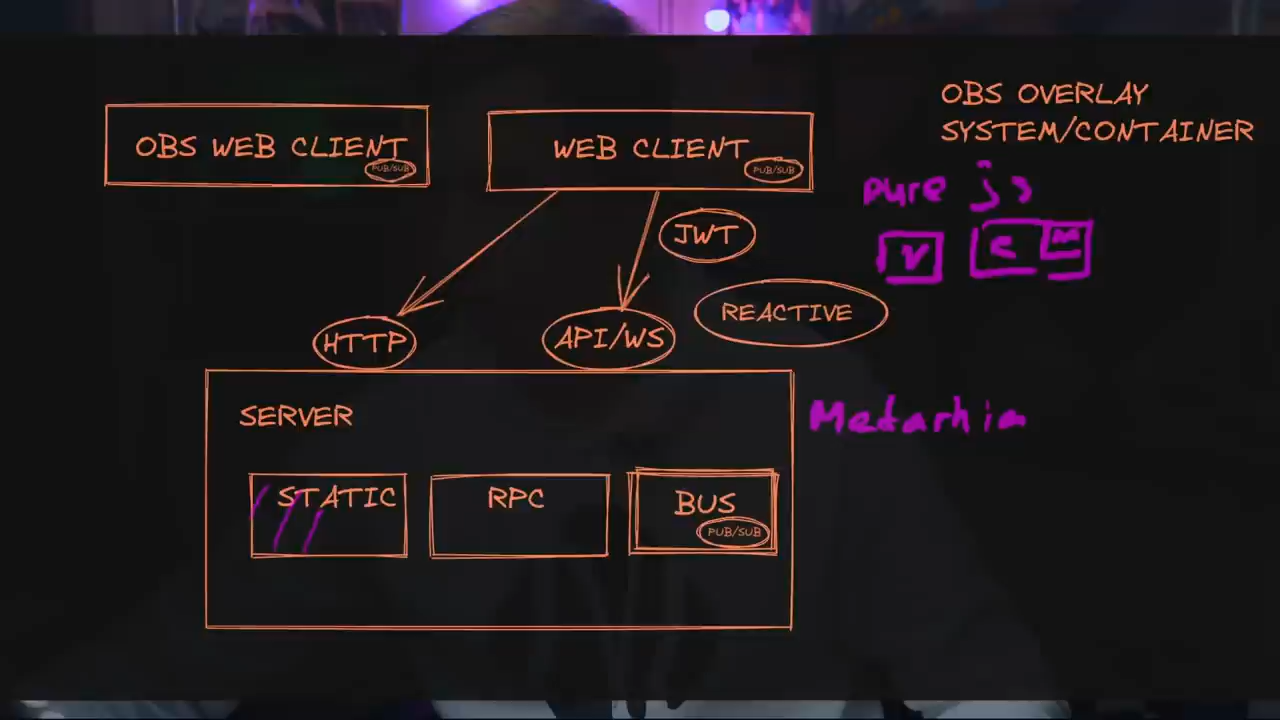 OBS OVERLAY
SYSTEM/CONTAINER
OBS WEB CLIENT
PUB/SUB
WEB CLIENT
PUB/SUB
pure js
V
C
M
JWT
REACTIVE
HTTP
API/WS
SERVER
Metarhia
STATIC
RPC
BUS
PUB/SUB